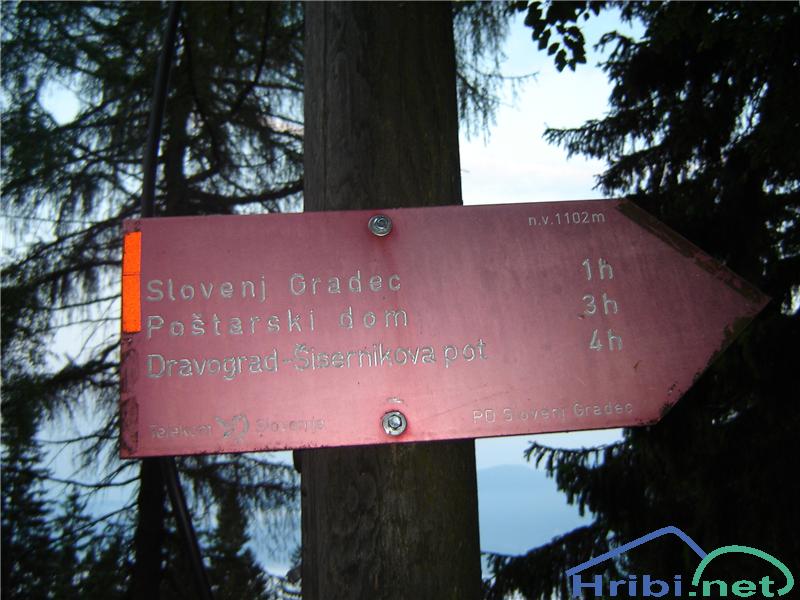 n.v.1102m
Slovenj Gradec 1h
Poštarski dom 3h
Dravograd-Šisernikova pot 4h
Telekom Slovenije
PD Slovenj Gradec
Hribi.net